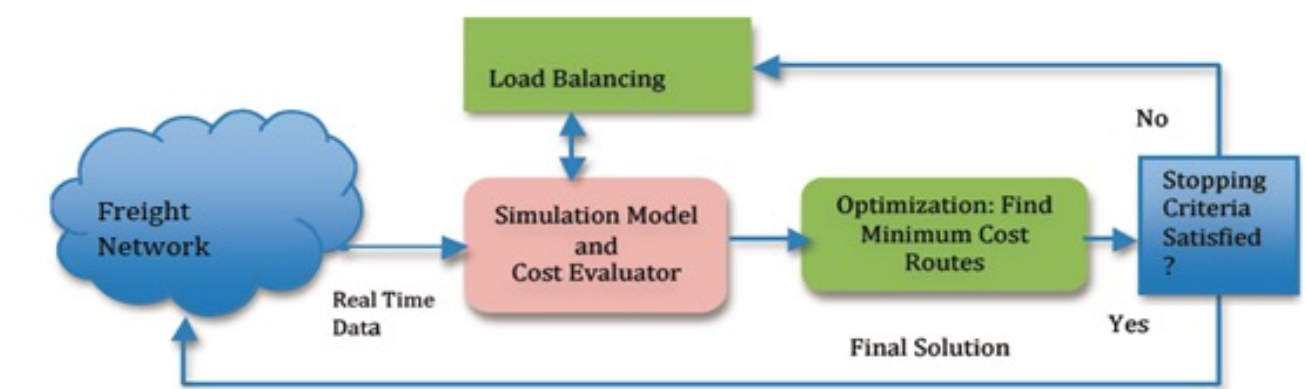 Load Balancing
No
Freight
Network
Simulation Model
and
Cost Evaluator
Optimization: Find
Minimum Cost
Routes
Stopping
Criteria
Satisfied
?
Real Time
Data
Yes
Final Solution